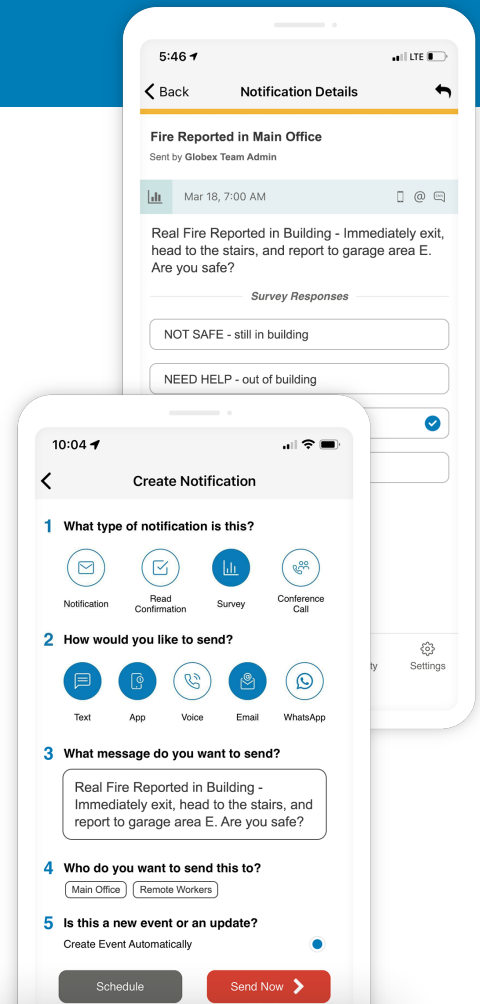 5:46
LTE
Back
Notification Details
Fire Reported in Main Office
Sent by Globex Team Admin
Mar 18, 7:00 AM
@
Real Fire Reported in Building - Immediately exit,
head to the stairs, and report to garage area E.
Are you safe?
Survey Responses
NOT SAFE - still in building
NEED HELP - out of building
ty
Settings
10:04
Create Notification
1 What type of notification is this?
Notification
Read
Confirmation
Survey
Conference
Call
2 How would you like to send?
Text
App
Voice
Email
WhatsApp
3 What message do you want to send?
Real Fire Reported in Building -
Immediately exit, head to the stairs, and
report to garage area E. Are you safe?
4 Who do you want to send this to?
Main Office
Remote Workers
5 Is this a new event or an update?
Create Event Automatically
Schedule
Send Now